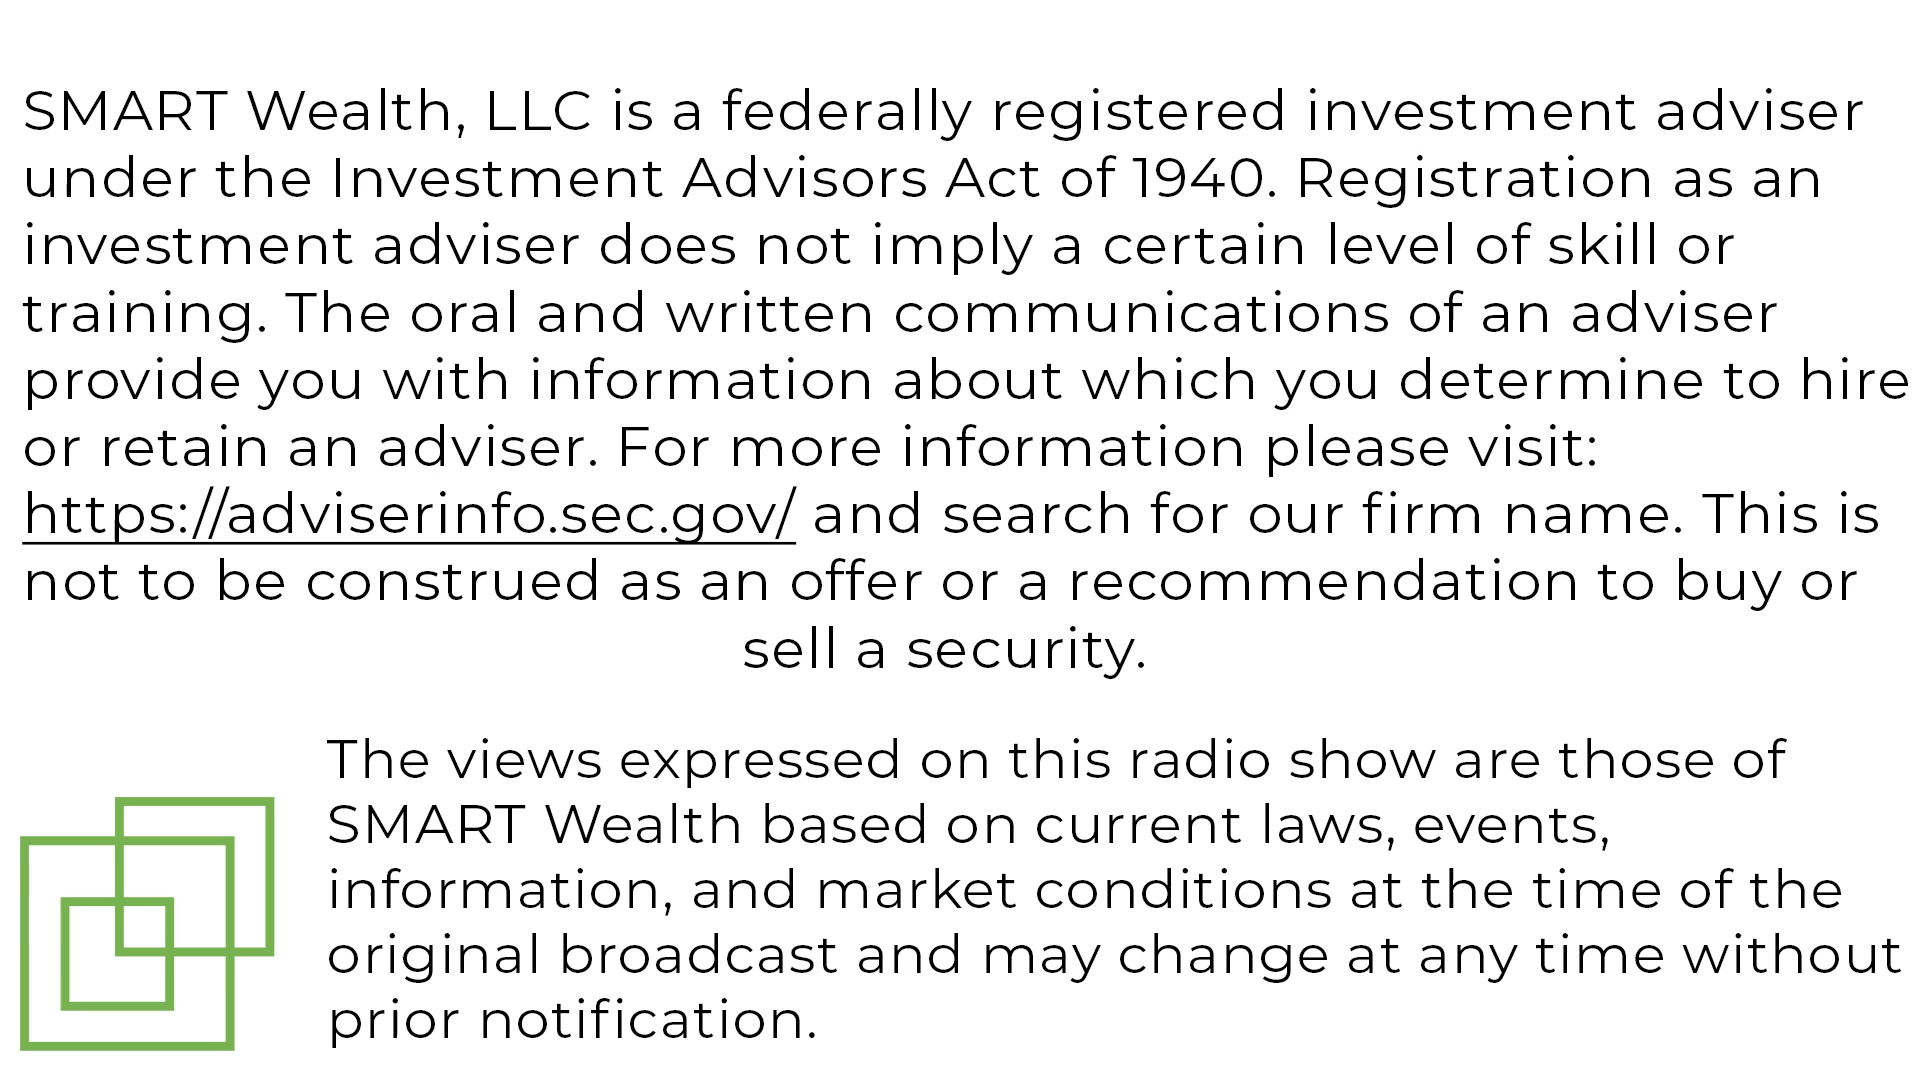 SMART Wealth, LLC is a federally registered investment adviser
under the Investment Advisors Act of 1940. Registration as an
investment adviser does not imply a certain level of skill or
training. The oral and written communications of an adviser
provide you with information about which you determine to hire
or retain an adviser. For more information please visit:
https://adviserinfo.sec.gov/ and search for our firm name. This is
not to be construed as an offer or a recommendation to buy or
sell a security.
The views expressed on this radio show are those of
SMART Wealth based on current laws, events,
information, and market conditions at the time of the
original broadcast and may change at any time without
prior notification.